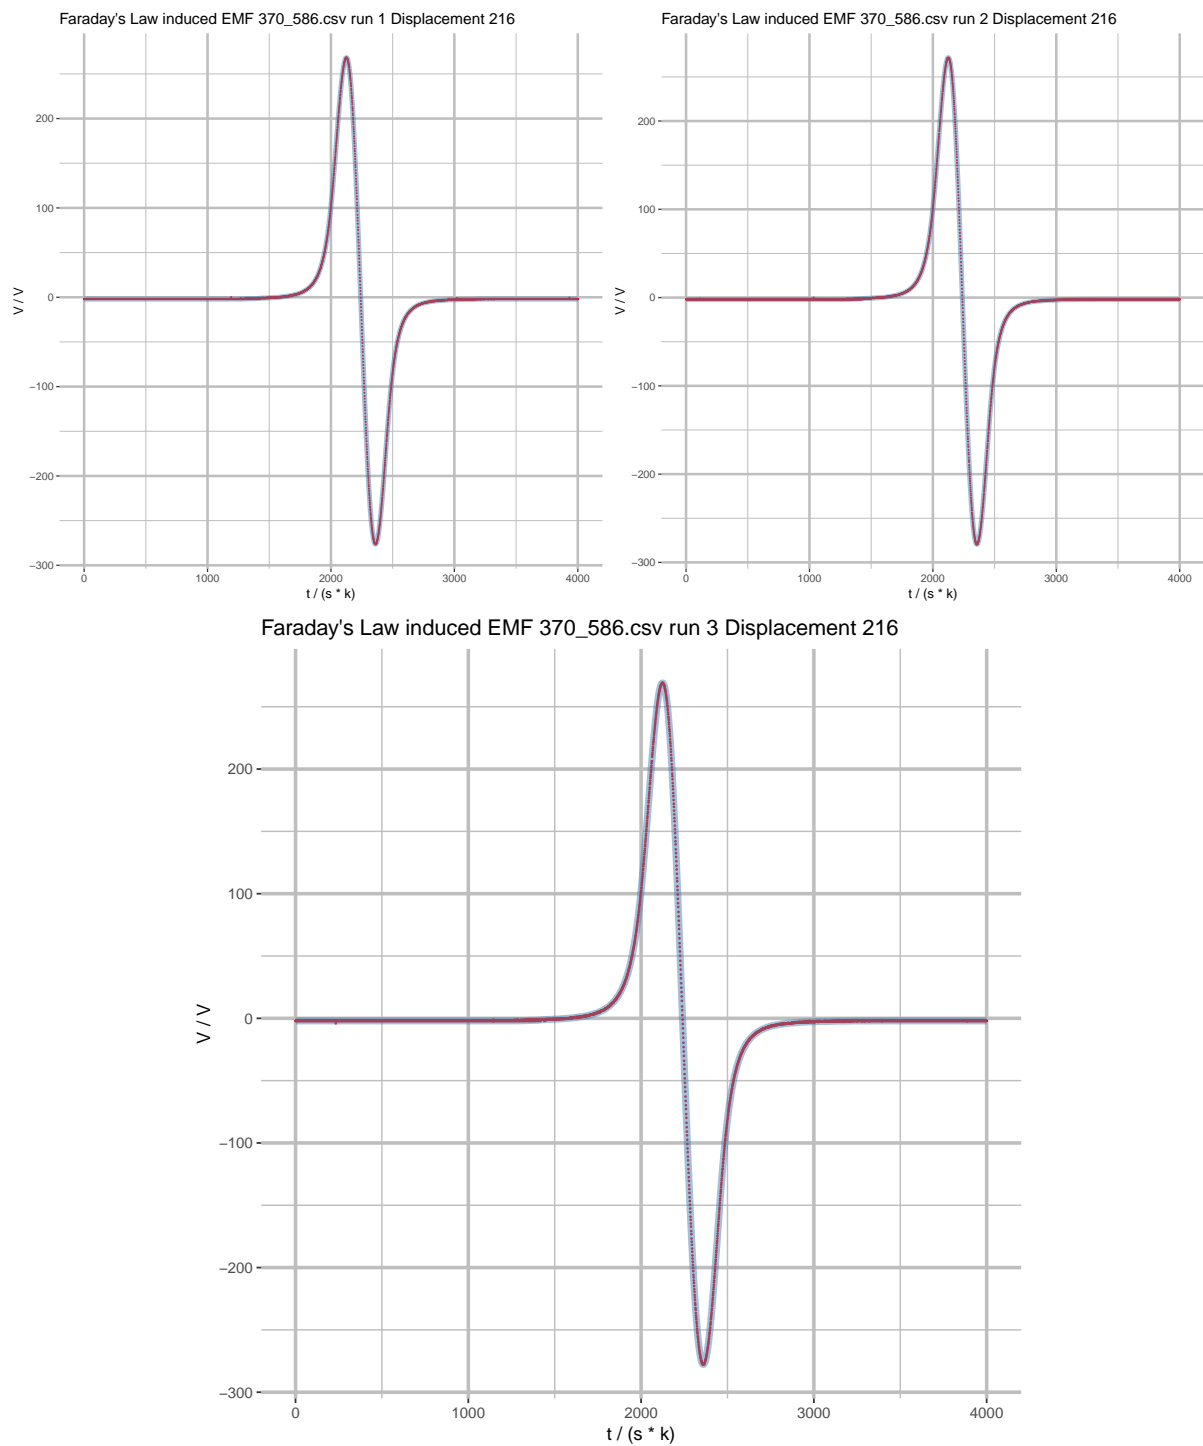 Faraday's Law induced EMF 370_586.csv run 1 Displacement 216
200
100
0
−100
−200
−300
V / V
0 1000 2000 3000 4000
t / (s * k)
Faraday's Law induced EMF 370_586.csv run 2 Displacement 216
200
100
0
−100
−200
−300
V / V
0 1000 2000 3000 4000
t / (s * k)
Faraday's Law induced EMF 370_586.csv run 3 Displacement 216
200
100
0
−100
−200
−300
V / V
0 1000 2000 3000 4000
t / (s * k)